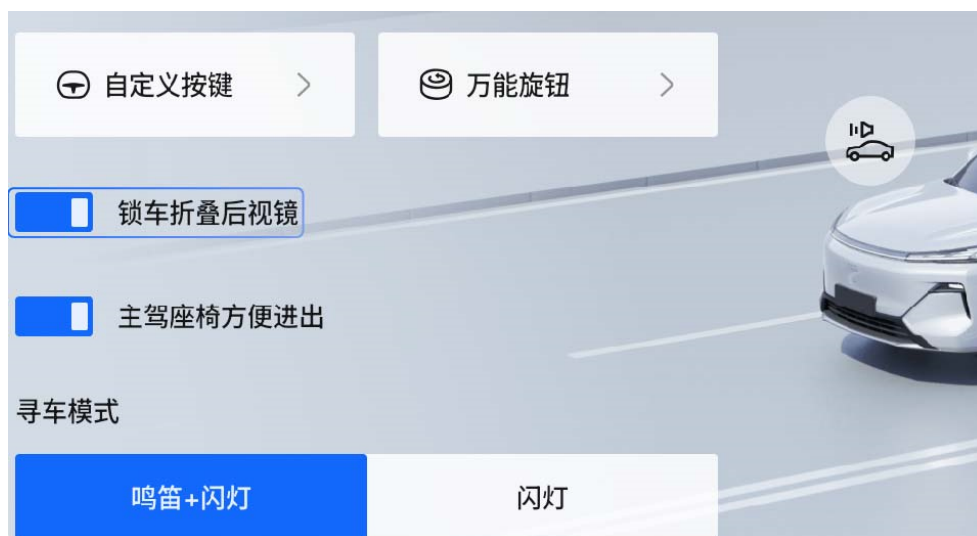 自定义按键
万能旋钮
锁车折叠后视镜
主驾座椅方便进出
寻车模式
鸣笛+闪灯
闪灯